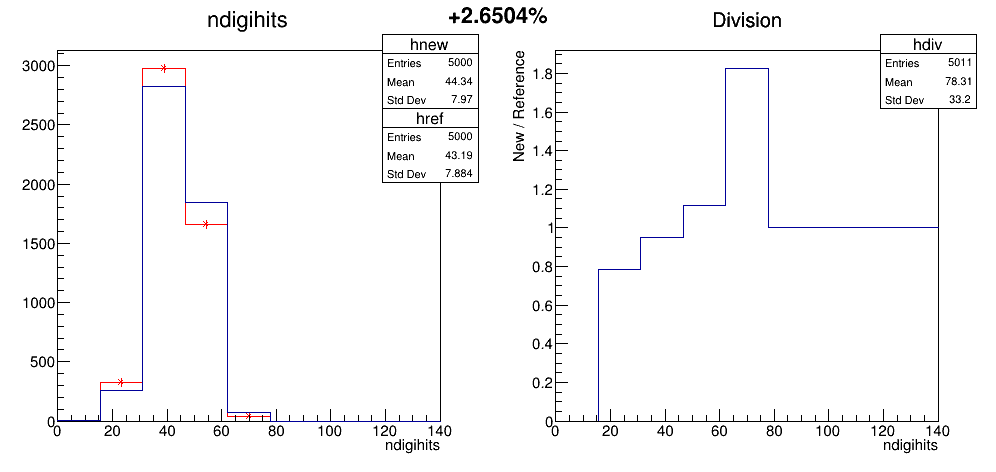 +2.6504%
ndigihits
hnew
Entries 5000
Mean 44.34
Std Dev 7.97
href
Entries 5000
Mean 43.19
Std Dev 7.884
3000
2500
2000
1500
1000
500
0
0 20 40 60 80 100 120 140
ndigihits
Division
hdiv
Entries 5011
Mean 78.31
Std Dev 33.2
New / Reference
1.8
1.6
1.4
1.2
1
0.8
0.6
0.4
0.2
0
0 20 40 60 80 100 120 140
ndigihits